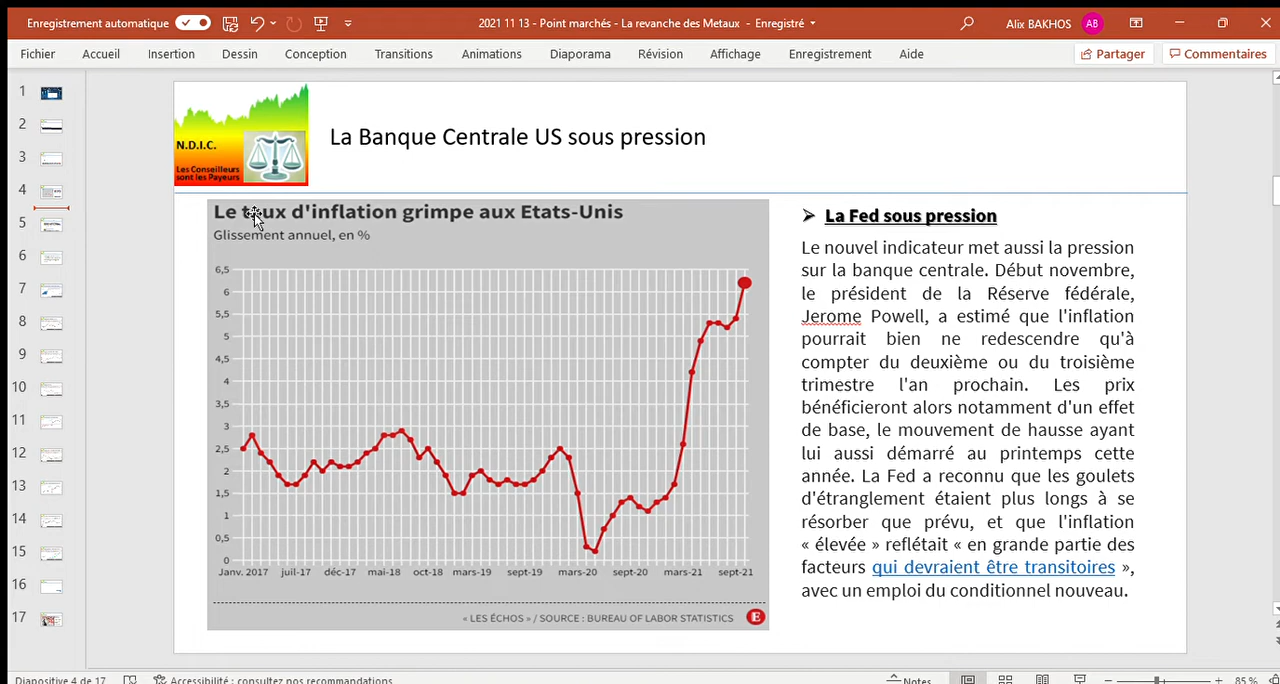 Enregistrement automatique
2021 11 13 - Point marchés - La revanche des Metaux - Enregistré
Alix BAKHOS AB
Fichier Accueil Insertion Dessin Conception Transitions Animations Diaporama Révision Affichage Enregistrement Aide
Partager Commentaires
1
2
3
4
5
6
7
8
9
10
11
12
13
14
15
16
17
N.D.I.C.
Les Conseilleurs
sont les Payeurs
La Banque Centrale US sous pression
Le taux d'inflation grimpe aux Etats-Unis
Glissement annuel, en %
6,5
6
5,5
5
4,5
4
3,5
3
2,5
2
1,5
1
0,5
0
Janv. 2017 juil-17 déc-17 mai-18 oct-18 mars-19 sept-19 mars-20 sept-20 mars-21 sept-21
« LES ÉCHOS » / SOURCE : BUREAU OF LABOR STATISTICS E
La Fed sous pression
Le nouvel indicateur met aussi la pression
sur la banque centrale. Début novembre,
le président de la Réserve fédérale,
Jerome Powell, a estimé que l'inflation
pourrait bien ne redescendre qu'à
compter du deuxième ou du troisième
trimestre l'an prochain. Les prix
bénéficieront alors notamment d'un effet
de base, le mouvement de hausse ayant
lui aussi démarré au printemps cette
année. La Fed a reconnu que les goulets
d'étranglement étaient plus longs à se
résorber que prévu, et que l'inflation
« élevée » reflétait « en grande partie des
facteurs qui devraient être transitoires »,
avec un emploi du conditionnel nouveau.
Diapositive 4 de 17 Accessibilité : consultez nos recommandations Notes 85 %